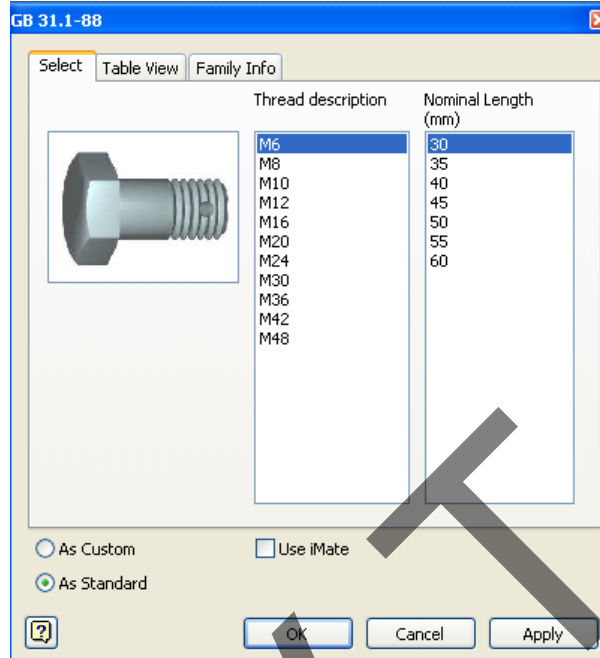 GB 31.1-88
Select Table View Family Info
Thread description Nominal Length
(mm)
M6 30
M8 35
M10 40
M12 45
M16 50
M20 55
M24 60
M30
M36
M42
M48
As Custom Use iMate
As Standard
OK Cancel Apply